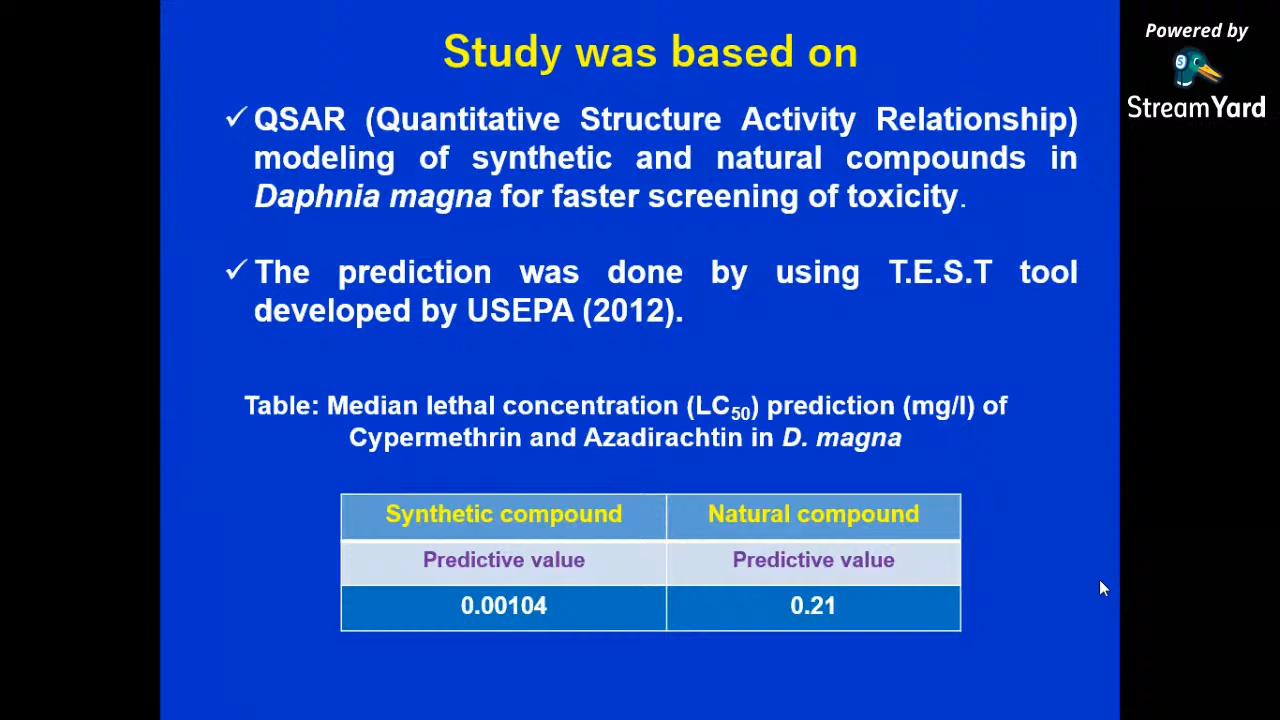 Study was based on
Powered by
StreamYard
✓ QSAR (Quantitative Structure Activity Relationship)
modeling of synthetic and natural compounds in
Daphnia magna for faster screening of toxicity.
✓ The prediction was done by using T.E.S.T tool
developed by USEPA (2012).
Table: Median lethal concentration (LC50) prediction (mg/l) of
Cypermethrin and Azadirachtin in D. magna
Synthetic compound Natural compound
Predictive value Predictive value
0.00104 0.21